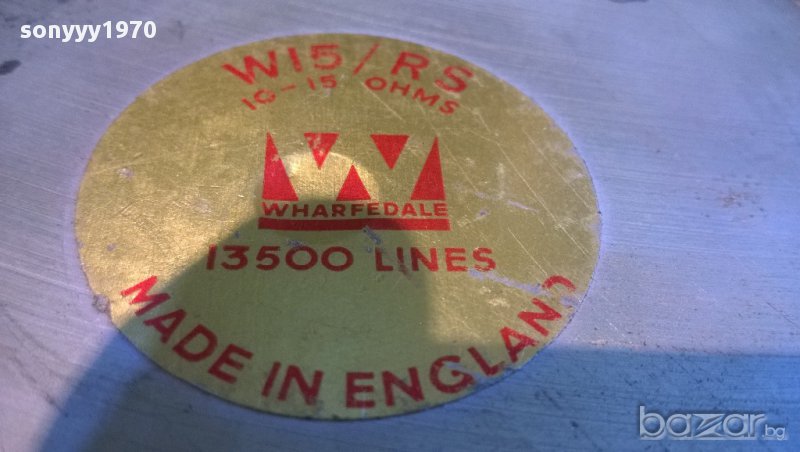 sonyyy1970
W15/RS
10-15 OHMS
WHARFEDALE
13500 LINES
MADE IN ENGLAND
bazar.bg